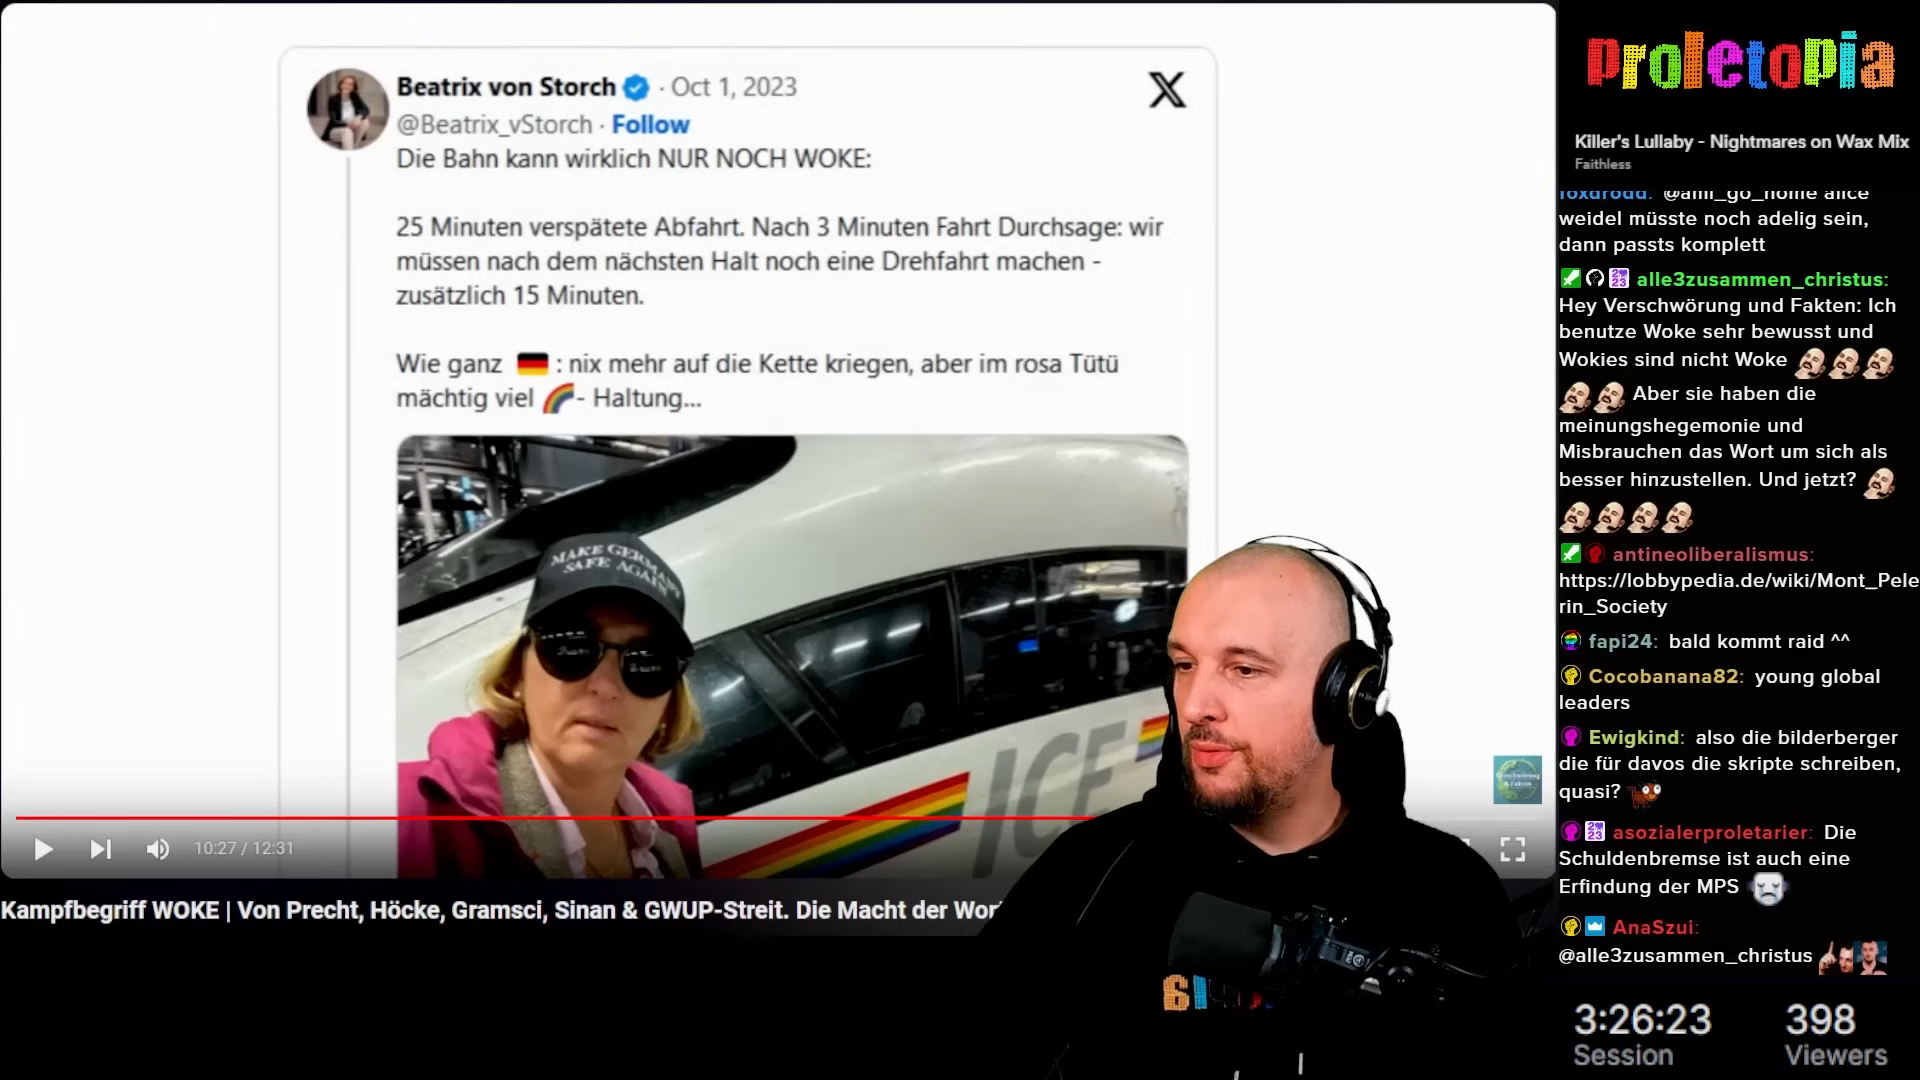 Beatrix von Storch · Oct 1, 2023
@Beatrix_vStorch · Follow
Die Bahn kann wirklich NUR NOCH WOKE:
25 Minuten verspätete Abfahrt. Nach 3 Minuten Fahrt Durchsage: wir
müssen nach dem nächsten Halt noch eine Drehfahrt machen -
zusätzlich 15 Minuten.
Wie ganz 🇩🇪 : nix mehr auf die Kette kriegen, aber im rosa Tütü
mächtig viel 🌈- Haltung...
MAKE GERMANY
SAFE AGAIN
ICE
Verschwörung
& Fakten
10:27 / 12:31
Kampfbegriff WOKE | Von Precht, Höcke, Gramsci, Sinan & GWUP-Streit. Die Macht der Wor
Proletopia
Killer's Lullaby - Nightmares on Wax Mix
Faithless
foxdrodd: @ami_go_home alice
weidel müsste noch adelig sein,
dann passts komplett
alle3zusammen_christus:
Hey Verschwörung und Fakten: Ich
benutze Woke sehr bewusst und
Wokies sind nicht Woke
Aber sie haben die
meinungshegemonie und
Misbrauchen das Wort um sich als
besser hinzustellen. Und jetzt?
antineoliberalismus:
https://lobbypedia.de/wiki/Mont_Pele
rin_Society
fapi24: bald kommt raid ^^
Cocobanana82: young global
leaders
Ewigkind: also die bilderberger
die für davos die skripte schreiben,
quasi?
asozialerproletarier: Die
Schuldenbremse ist auch eine
Erfindung der MPS
AnaSzui:
@alle3zusammen_christus
3:26:23 398
Session Viewers